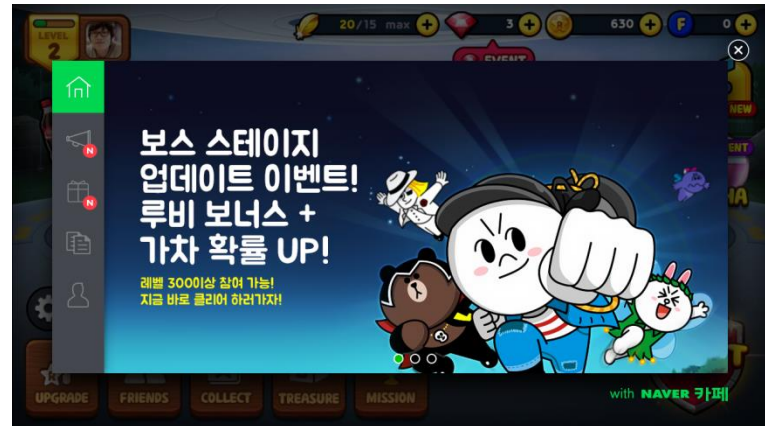 LEVEL
2
20/15 max
3
630
F
0
EVENT
NEW
N
N
보스 스테이지
업데이트 이벤트!
루비 보너스 +
가차 확률 UP!
레벨 300이상 참여 가능!
지금 바로 클리어 하러가자!
UPGRADE
FRIENDS
COLLECT
TREASURE
MISSION
with NAVER 카페